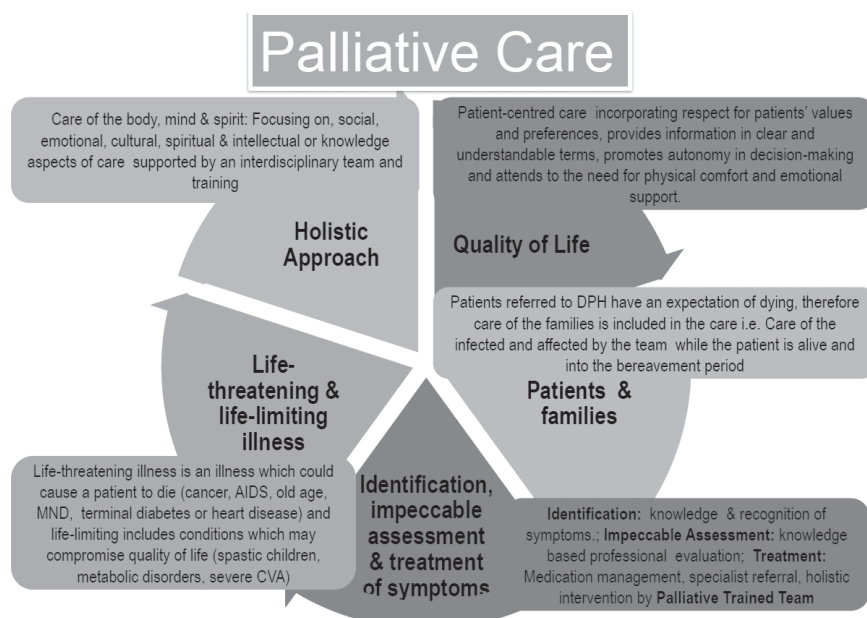 Palliative Care
Care of the body, mind & spirit: Focusing on, social,
emotional, cultural, spiritual & intellectual or knowledge
aspects of care supported by an interdisciplinary team and
training
Holistic
Approach
Patient-centred care incorporating respect for patients' values
and preferences, provides information in clear and
understandable terms, promotes autonomy in decision-making
and attends to the need for physical comfort and emotional
support.
Quality of Life
Patients referred to DPH have an expectation of dying, therefore
care of the families is included in the care i.e. Care of the
infected and affected by the team while the patient is alive and
into the bereavement period
Patients &
families
Identification: knowledge & recognition of
symptoms.; Impeccable Assessment: knowledge
based professional evaluation; Treatment:
Medication management, specialist referral, holistic
intervention by Palliative Trained Team
Identification,
impeccable
assessment
& treatment
of symptoms
Life-
threatening &
life-limiting
illness
Life-threatening illness is an illness which could
cause a patient to die (cancer, AIDS, old age,
MND, terminal diabetes or heart disease) and
life-limiting includes conditions which may
compromise quality of life (spastic children,
metabolic disorders, severe CVA)